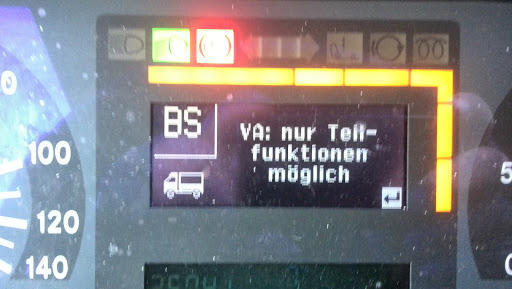 BS
VA: nur Teil-
funktionen
möglich
100
120
140